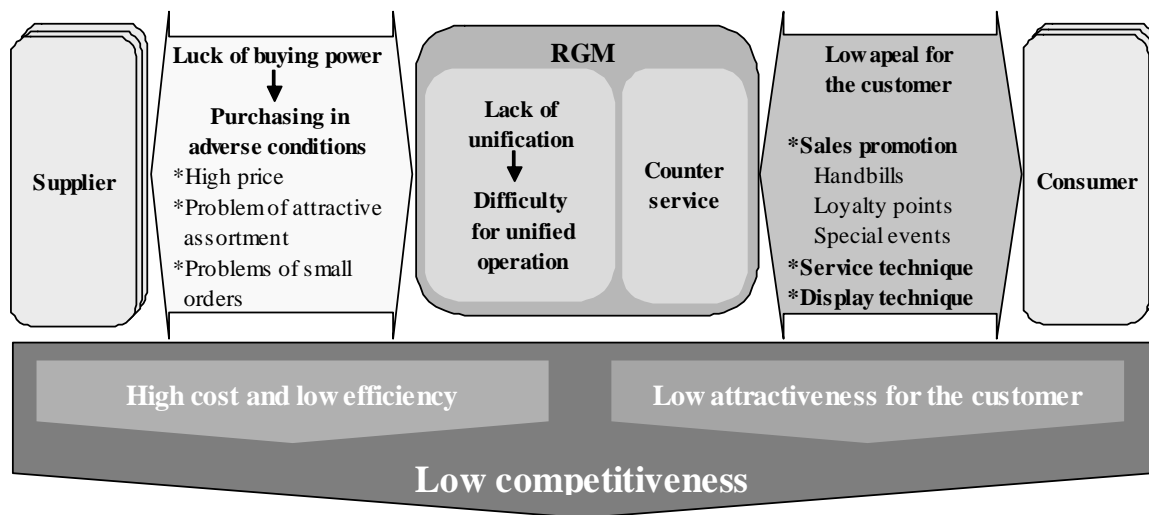 Supplier
Luck of buying power
Purchasing in
adverse conditions
*High price
*Problem of attractive
assortment
*Problems of small
orders
RGM
Lack of
unification
Difficulty
for unified
operation
Counter
service
Low apeal for
the customer
*Sales promotion
Handbills
Loyalty points
Special events
*Service technique
*Display technique
Consumer
High cost and low efficiency
Low attractiveness for the customer
Low competitiveness